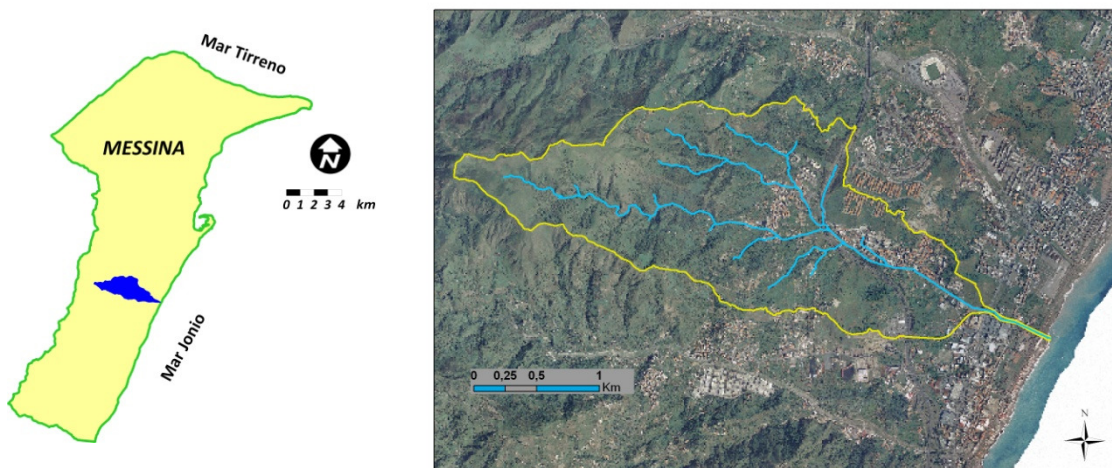 Mar Tirreno
MESSINA
N
0 1 2 3 4 km
Mar Jonio
0 0,25 0,5 1
Km
N